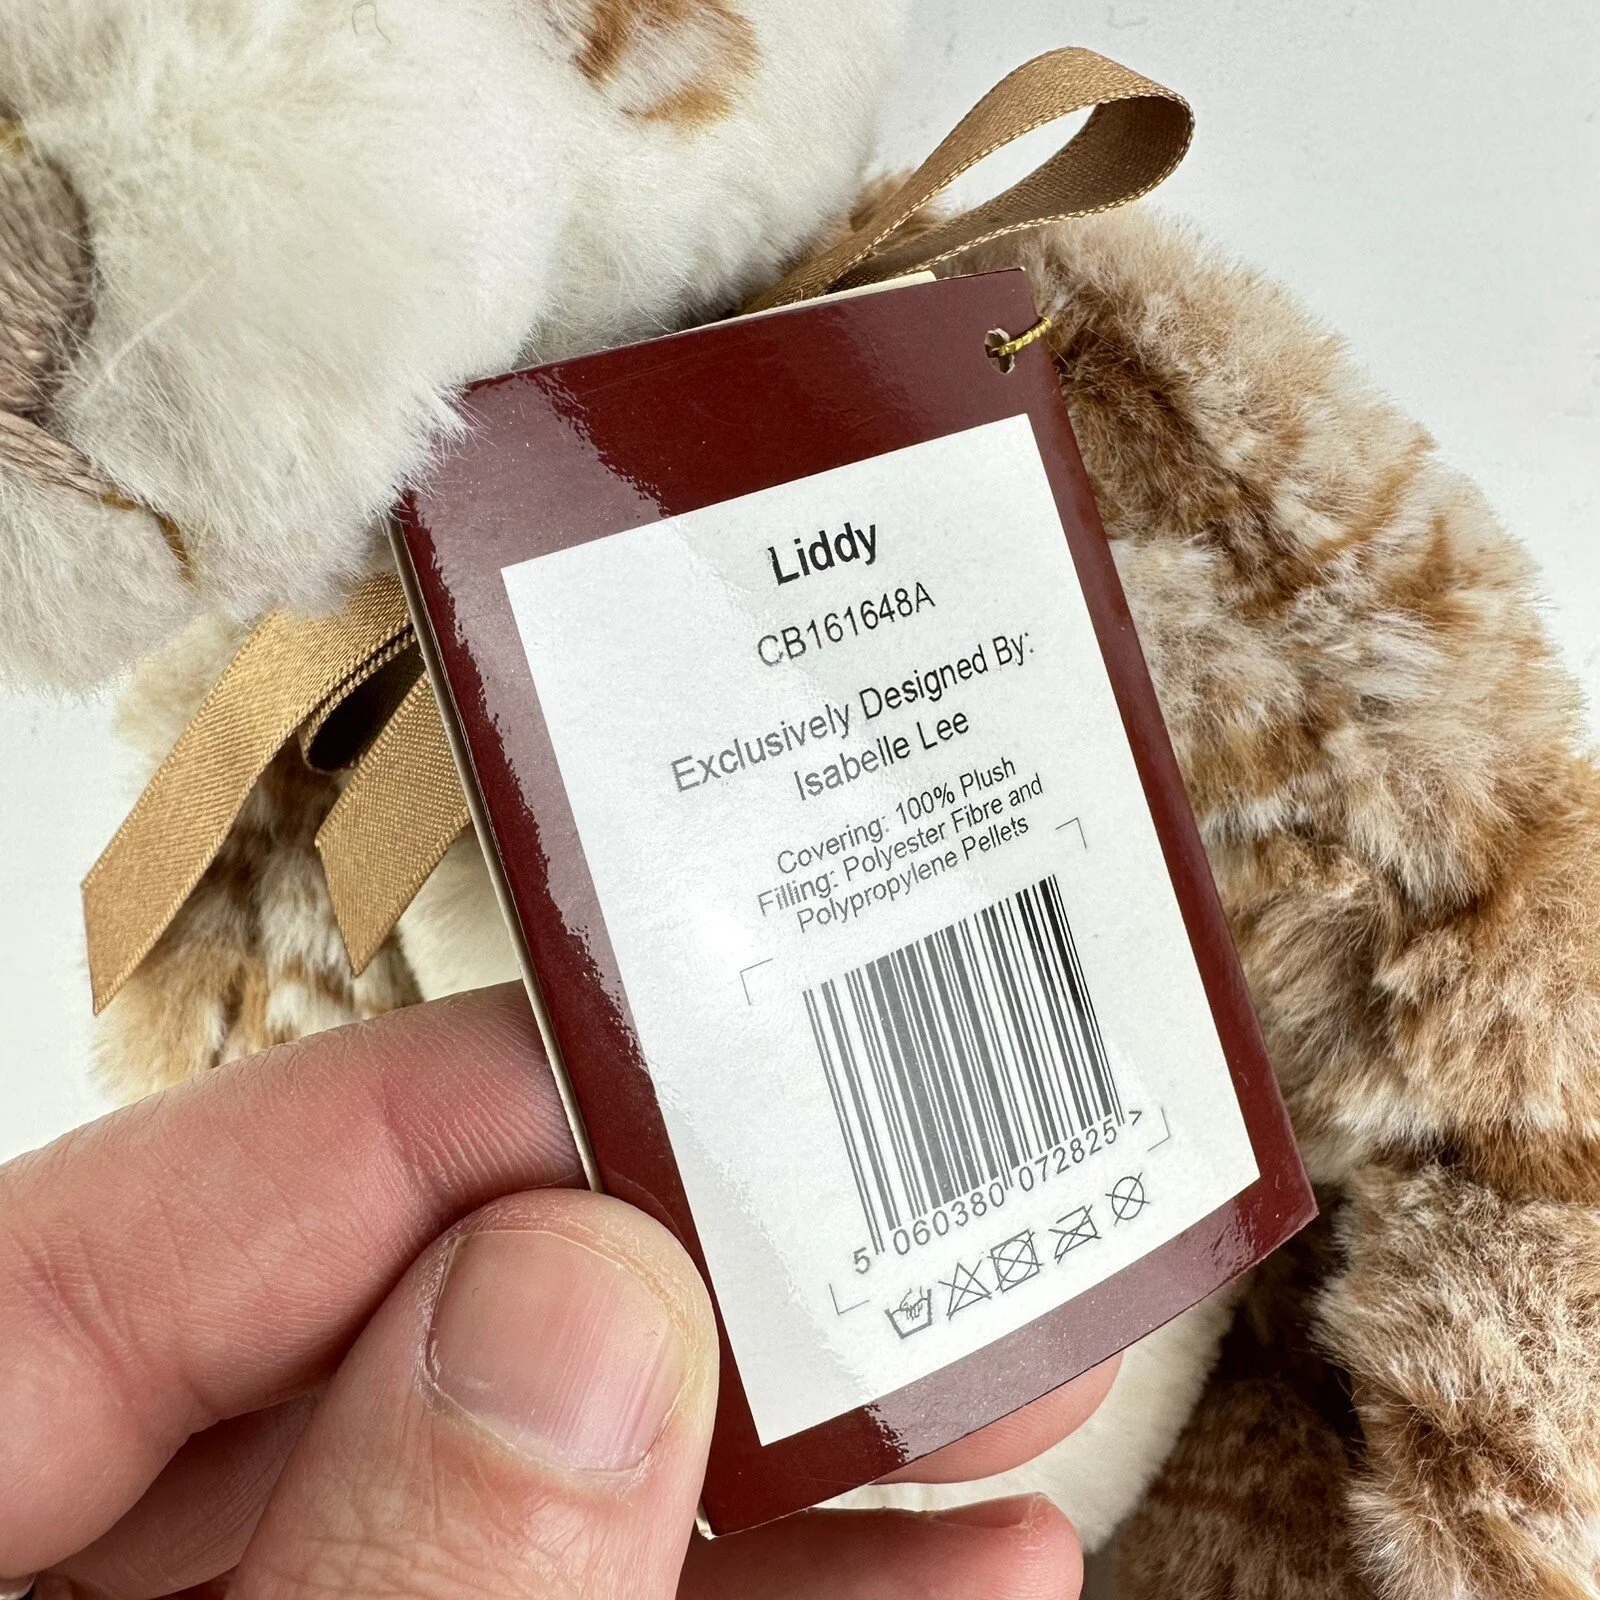 Liddy
CB161648A
Exclusively Designed By:
Isabelle Lee
Covering: 100% Plush
Filling: Polyester Fibre and
Polypropylene Pellets
5 060380 072825 >